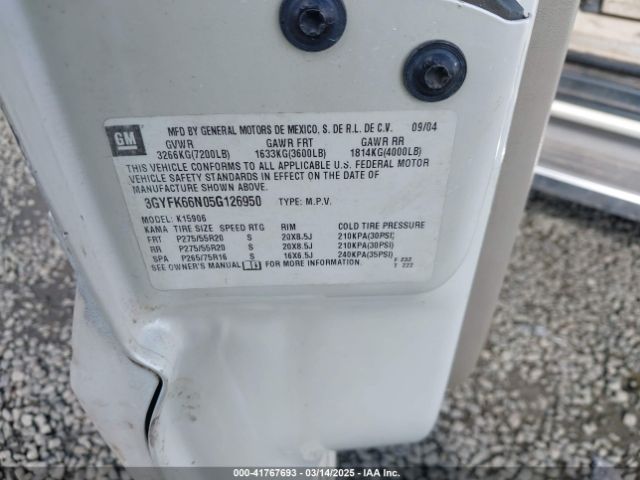 GM
MFD BY GENERAL MOTORS DE MEXICO, S. DE R.L. DE C.V. 09/04
GVWR GAWR FRT GAWR RR
3266KG(7200LB) 1633KG(3600LB) 1814KG(4000LB)
THIS VEHICLE CONFORMS TO ALL APPLICABLE U.S. FEDERAL MOTOR
VEHICLE SAFETY STANDARDS IN EFFECT ON THE DATE OF
MANUFACTURE SHOWN ABOVE.
3GYFK66N05G126950 TYPE: M.P.V.
MODEL: K15906
KAMA TIRE SIZE SPEED RTG RIM COLD TIRE PRESSURE
FRT P275/55R20 S 20X8.5J 210KPA(30PSI)
RR P275/55R20 S 20X8.5J 210KPA(30PSI)
SPA P265/75R16 S 16X6.5J 240KPA(35PSI)
SEE OWNER'S MANUAL FOR MORE INFORMATION.
T 222
000-41767693 | 03/14/2025 | IAA Inc.